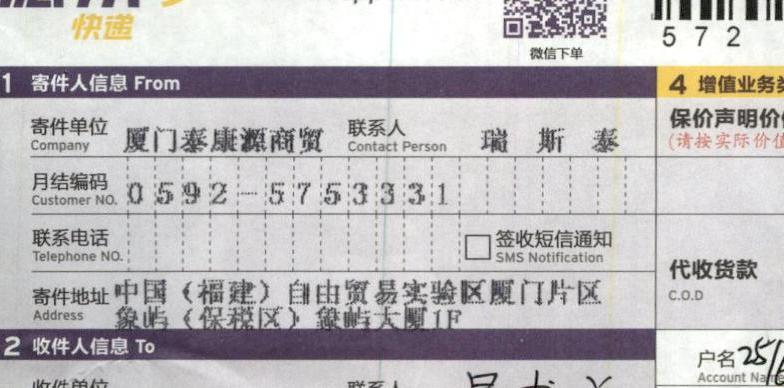 快递
微信下单
572
1 寄件人信息 From
4 增值业务
寄件单位 厦门泰康源商贸 联系人 瑞斯泰
Company Contact Person
保价声明价
(请按实际价值
月结编码 0592-5753331
Customer NO.
联系电话 签收短信通知
Telephone NO. SMS Notification
代收货款
C.O.D
寄件地址 中国（福建）自由贸易实验区厦门片区
Address 象屿（保税区）象屿大厦1F
2 收件人信息 To
户名 25/
Account Name
收件单位 联系人